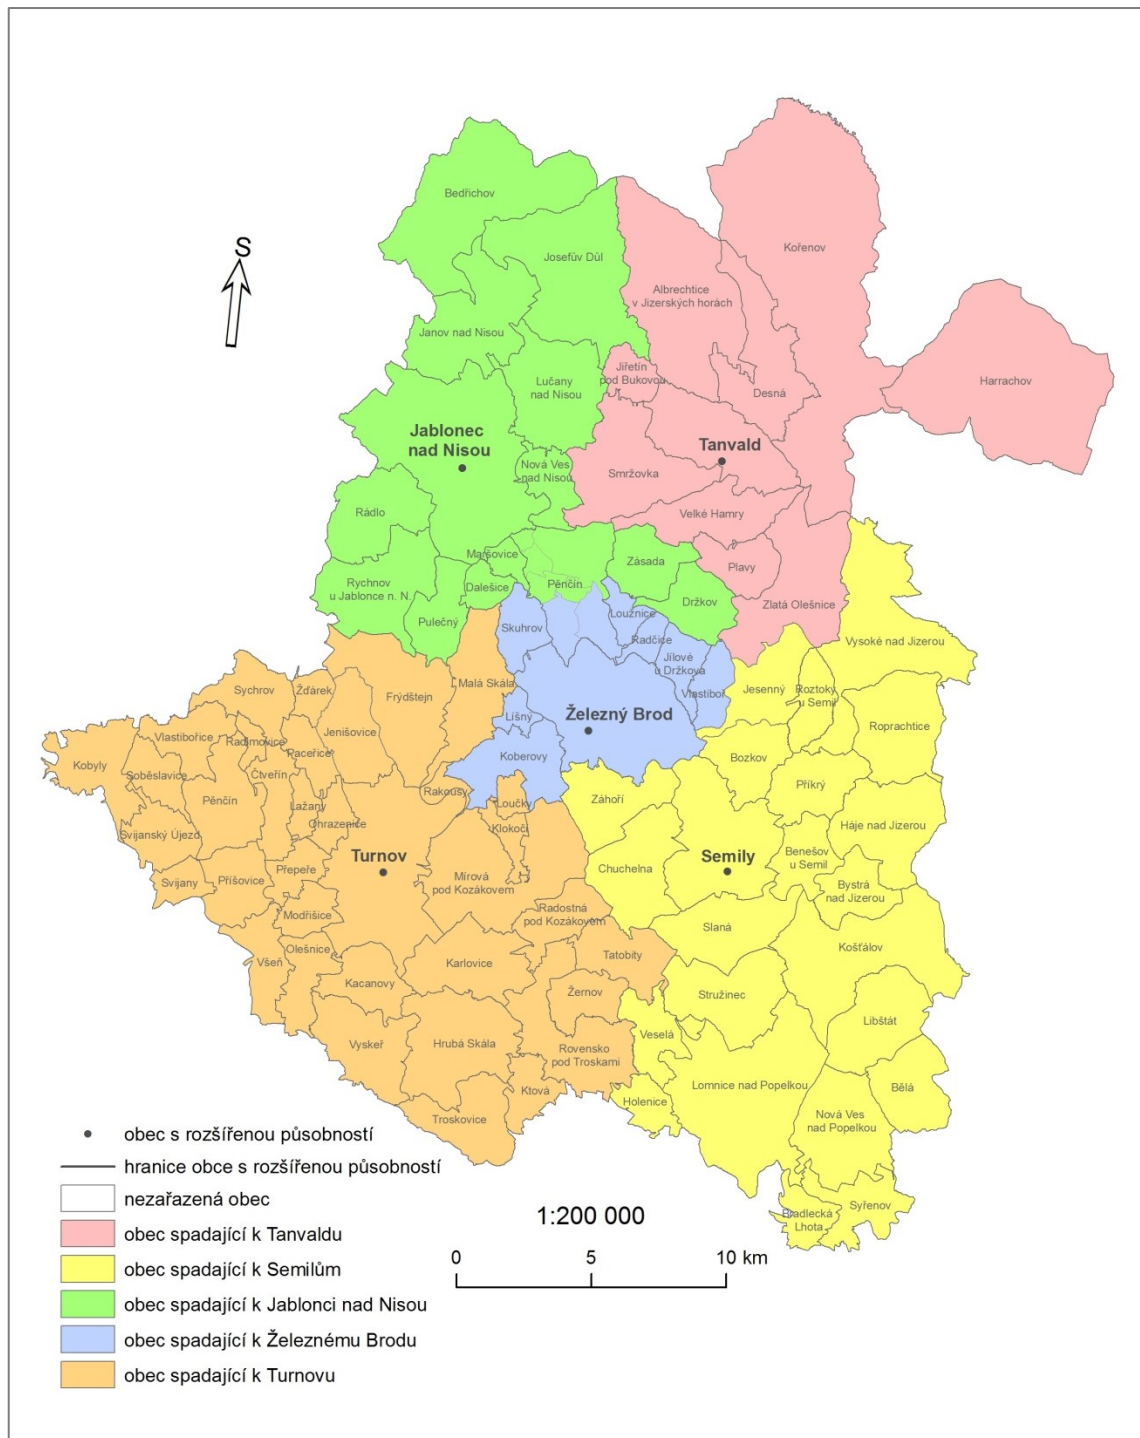 S
Bedřichov
Josefův Důl
Kořenov
Albrechtice
v Jizerských horách
Janov nad Nisou
Harrachov
Jiřetín
pod Bukovou
Lučany
nad Nisou
Desná
Jablonec
nad Nisou
Tanvald
Nová Ves
nad Nisou
Smržovka
Rádlo
Velké Hamry
Maršovice
Zásada
Plavy
Pěnčín
Rychnov
u Jablonce n. N.
Dalešice
Držkov
Zlatá Olešnice
Loužnice
Pulečný
Skuhrov
Radčice
Vysoké nad Jizerou
Jílové
u Držkova
Malá Skála
Jesenný
Roztoky
u Semil
Sychrov
Žďárek
Frýdštejn
Vlastiboř
Líšný
Železný Brod
Roprachtice
Vlastibořice
Radimovice
Jenišovice
Paceřice
Koberovy
Bozkov
Kobyly
Soběslavice
Čtveřín
Příkrý
Rakousy
Záhoří
Pěnčín
Lažany
Loučky
Ohrazenice
Klokočí
Háje nad Jizerou
Svijanský Újezd
Turnov
Semily
Benešov
u Semil
Přepeře
Mírová
pod Kozákovem
Chuchelna
Svijany
Příšovice
Bystrá
nad Jizerou
Modřišice
Radostná
pod Kozákovem
Slaná
Olešnice
Košťálov
Všeň
Karlovice
Tatobity
Kacanovy
Žernov
Stružinec
Libštát
Vyskeř
Hrubá Skála
Veselá
Rovensko
pod Troskami
Lomnice nad Popelkou
Bělá
Ktová
Holenice
Nová Ves
nad Popelkou
Troskovice
Syřenov
Bradlecká
Lhota
obec s rozšířenou působností
hranice obce s rozšířenou působností
nezařazená obec
obec spadající k Tanvaldu
obec spadající k Semilům
obec spadající k Jablonci nad Nisou
obec spadající k Železnému Brodu
obec spadající k Turnovu
1:200 000
0 5 10 km